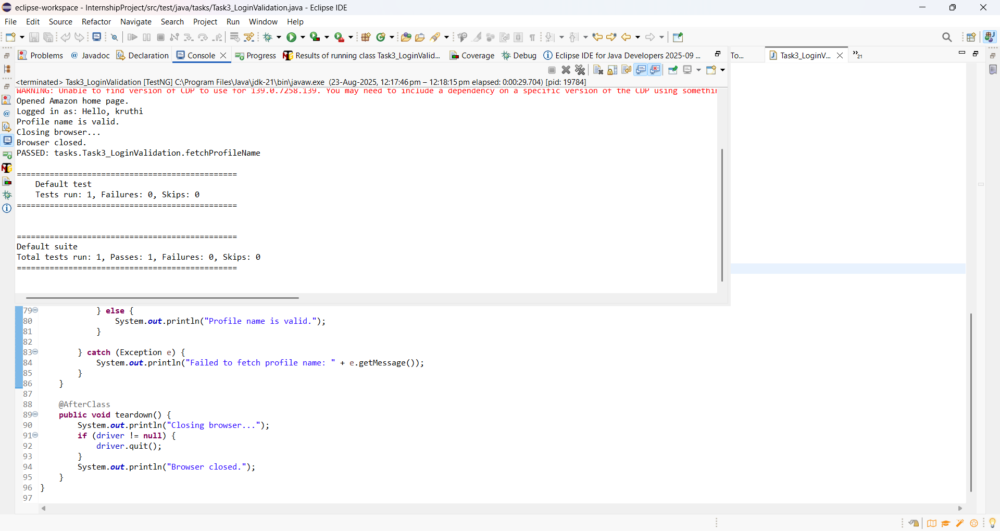 eclipse-workspace - InternshipProject/src/test/java/tasks/Task3_LoginValidation.java - Eclipse IDE
File Edit Source Refactor Navigate Search Project Run Window Help
Problems @ Javadoc Declaration Console Progress Results of running class Task3_LoginValid... Coverage Debug Eclipse IDE for Java Developers 2025-09 ... To... Task3_LoginV... »21
<terminated> Task3_LoginValidation [TestNG] C:\Program Files\Java\jdk-21\bin\javaw.exe (23-Aug-2025, 12:17:46 pm – 12:18:15 pm elapsed: 0:00:29.704) [pid: 19784]
WARNING: Unable to find version of CDP to use for 139.0.7258.139. You may need to include a dependency on a specific version of the CDP using somethin
Opened Amazon home page.
Logged in as: Hello, kruthi
Profile name is valid.
Closing browser...
Browser closed.
PASSED: tasks.Task3_LoginValidation.fetchProfileName
===============================================
Default test
Tests run: 1, Failures: 0, Skips: 0
===============================================
===============================================
Default suite
Total tests run: 1, Passes: 1, Failures: 0, Skips: 0
===============================================
79 } else {
80 System.out.println("Profile name is valid.");
81 }
82
83 } catch (Exception e) {
84 System.out.println("Failed to fetch profile name: " + e.getMessage());
85 }
86 }
87
88 @AfterClass
89 public void teardown() {
90 System.out.println("Closing browser...");
91 if (driver != null) {
92 driver.quit();
93 }
94 System.out.println("Browser closed.");
95 }
96 }
97